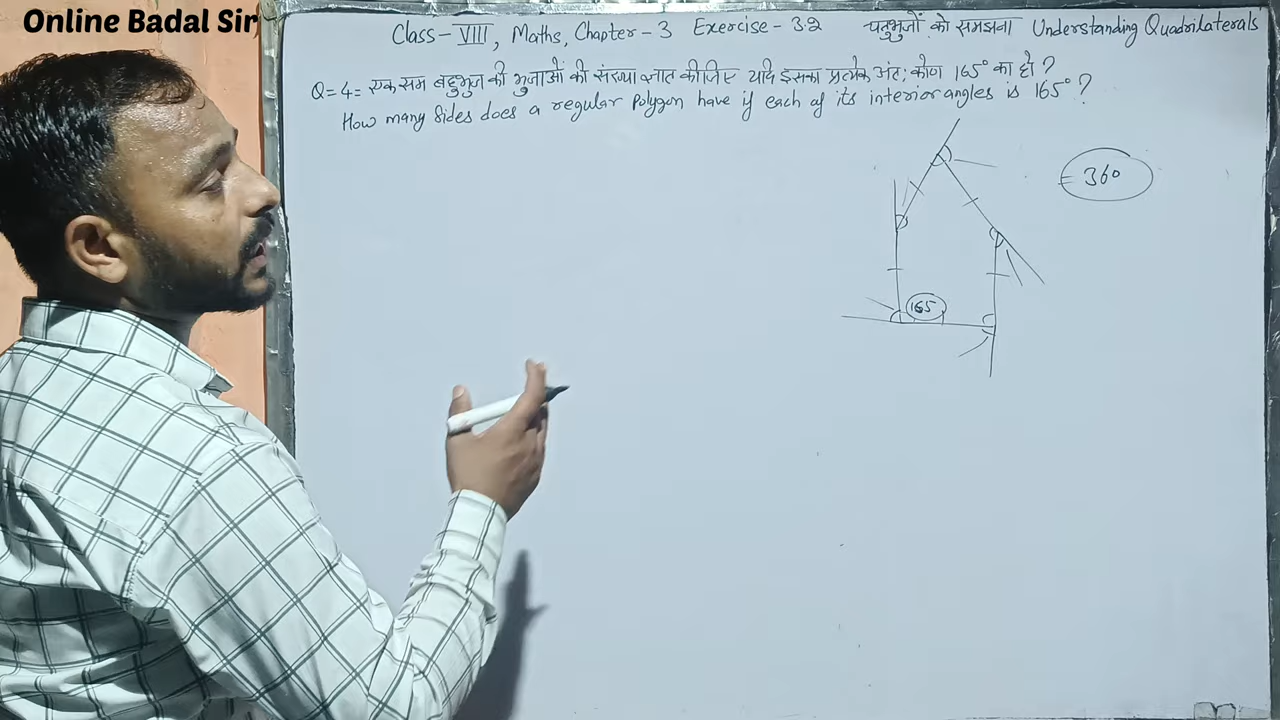 Online Badal Sir
Class-VIII, Maths, Chapter-3 Exercise-32 चतुर्भुजों को समझना Understanding Quadrilaterals
Q=4= एक सम बहुभुज की भुजाओं की संख्या ज्ञात कीजिए यदि इसका प्रत्येक अंत: कोण 165° का हो ?
How many sides does a regular polygon have if each of its interior angles is 165° ?
= 360
165